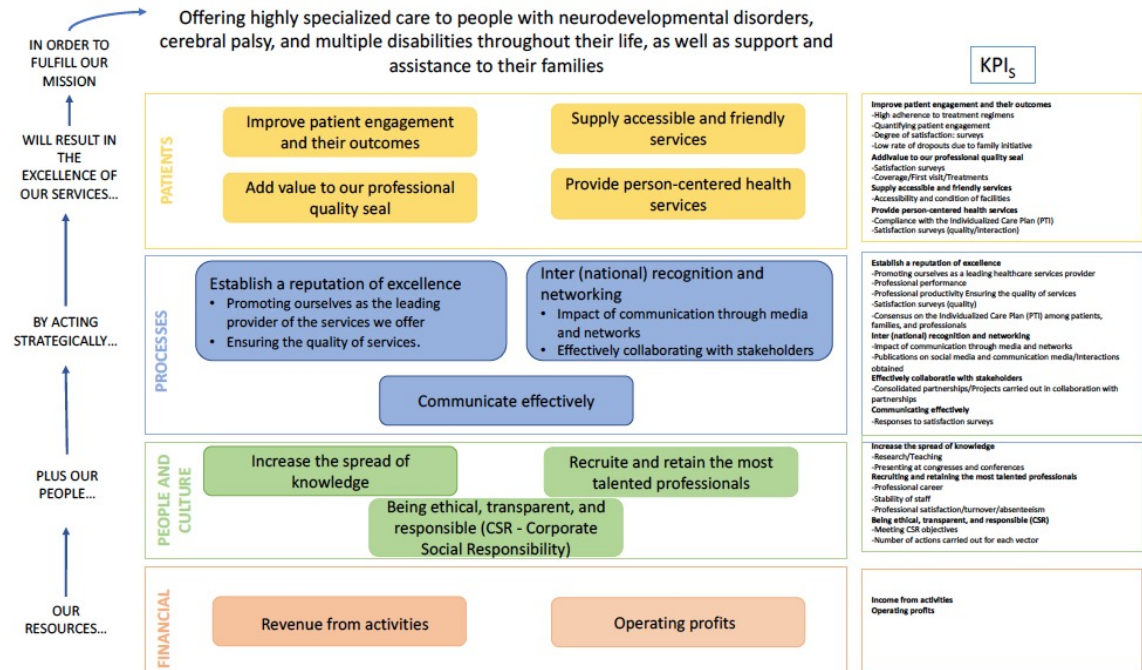 Offering highly specialized care to people with neurodevelopmental disorders,
cerebral palsy, and multiple disabilities throughout their life, as well as support and
assistance to their families
IN ORDER TO
FULFILL OUR
MISSION
WILL RESULT IN
THE
EXCELLENCE OF
OUR SERVICES...
BY ACTING
STRATEGICALLY...
PLUS OUR
PEOPLE...
OUR
RESOURCES...
PATIENTS
Improve patient engagement
and their outcomes
Supply accessible and friendly
services
Add value to our professional
quality seal
Provide person-centered health
services
PROCESSES
Establish a reputation of excellence
• Promoting ourselves as the leading
provider of the services we offer
• Ensuring the quality of services.
Inter (national) recognition and
networking
• Impact of communication through media
and networks
• Effectively collaborating with stakeholders
Communicate effectively
PEOPLE AND
CULTURE
Increase the spread of
knowledge
Recruite and retain the most
talented professionals
Being ethical, transparent, and
responsible (CSR - Corporate
Social Responsibility)
FINANCIAL
Revenue from activities
Operating profits
KPIS
Improve patient engagement and their outcomes
-High adherence to treatment regimens
-Quantifying patient engagement
-Degree of satisfaction: surveys
-Low rate of dropouts due to family initiative
Addvalue to our professional quality seal
-Satisfaction surveys
-Coverage/First visit/Treatments
Supply accessible and friendly services
-Accessibility and condition of facilities
Provide person-centered health services
-Compliance with the Individualized Care Plan (PTI)
-Satisfaction surveys (quality/interaction)
Establish a reputation of excellence
-Promoting ourselves as a leading healthcare services provider
-Professional performance
-Professional productivity Ensuring the quality of services
-Satisfaction surveys (quality)
-Consensus on the Individualized Care Plan (PTI) among patients,
families, and professionals
Inter (national) recognition and networking
-Impact of communication through media and networks
-Publications on social media and communication media/Interactions
obtained
Effectively collaboratie with stakeholders
-Consolidated partnerships/Projects carried out in collaboration with
partnerships
Communicating effectively
-Responses to satisfaction surveys
Increase the spread of knowledge
-Research/Teaching
-Presenting at congresses and conferences
Recruiting and retaining the most talented professionals
-Professional career
-Stability of staff
-Professional satisfaction/turnover/absenteeism
Being ethical, transparent, and responsible (CSR)
-Meeting CSR objectives
-Number of actions carried out for each vector
Income from activities
Operating profits